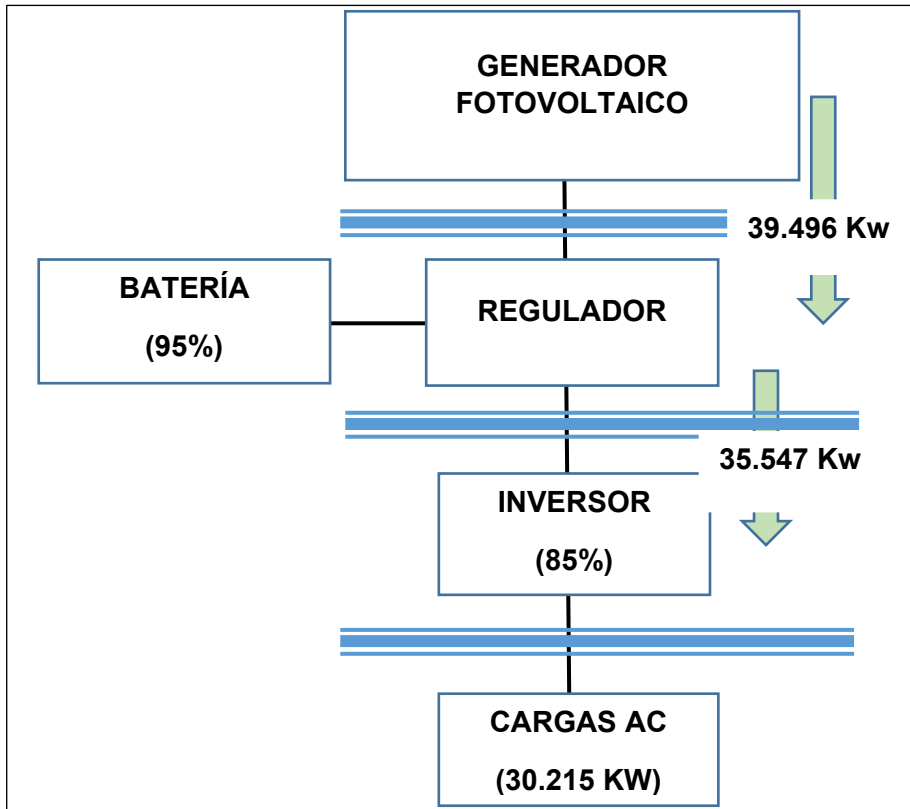 GENERADOR
FOTOVOLTAICO
39.496 Kw
BATERÍA
(95%)
REGULADOR
35.547 Kw
INVERSOR
(85%)
CARGAS AC
(30.215 KW)